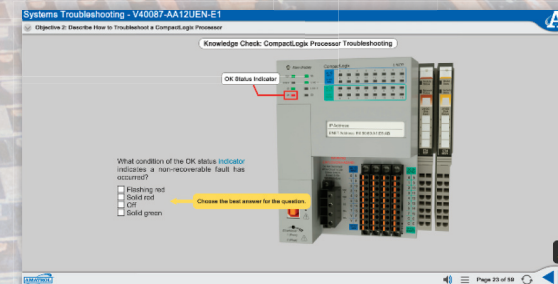 Systems Troubleshooting - V40087-AA12UEN-E1
Objective 2: Describe How to Troubleshoot a CompactLogix Processor
Knowledge Check: CompactLogix Processor Troubleshooting
OK Status Indicator
CompactLogix
IP Address:
What condition of the OK status indicator
indicates a non-recoverable fault has
occurred?
Flashing red
Solid red
Off
Solid green
Choose the best answer for the question.
AMATROL
Page 23 of 59